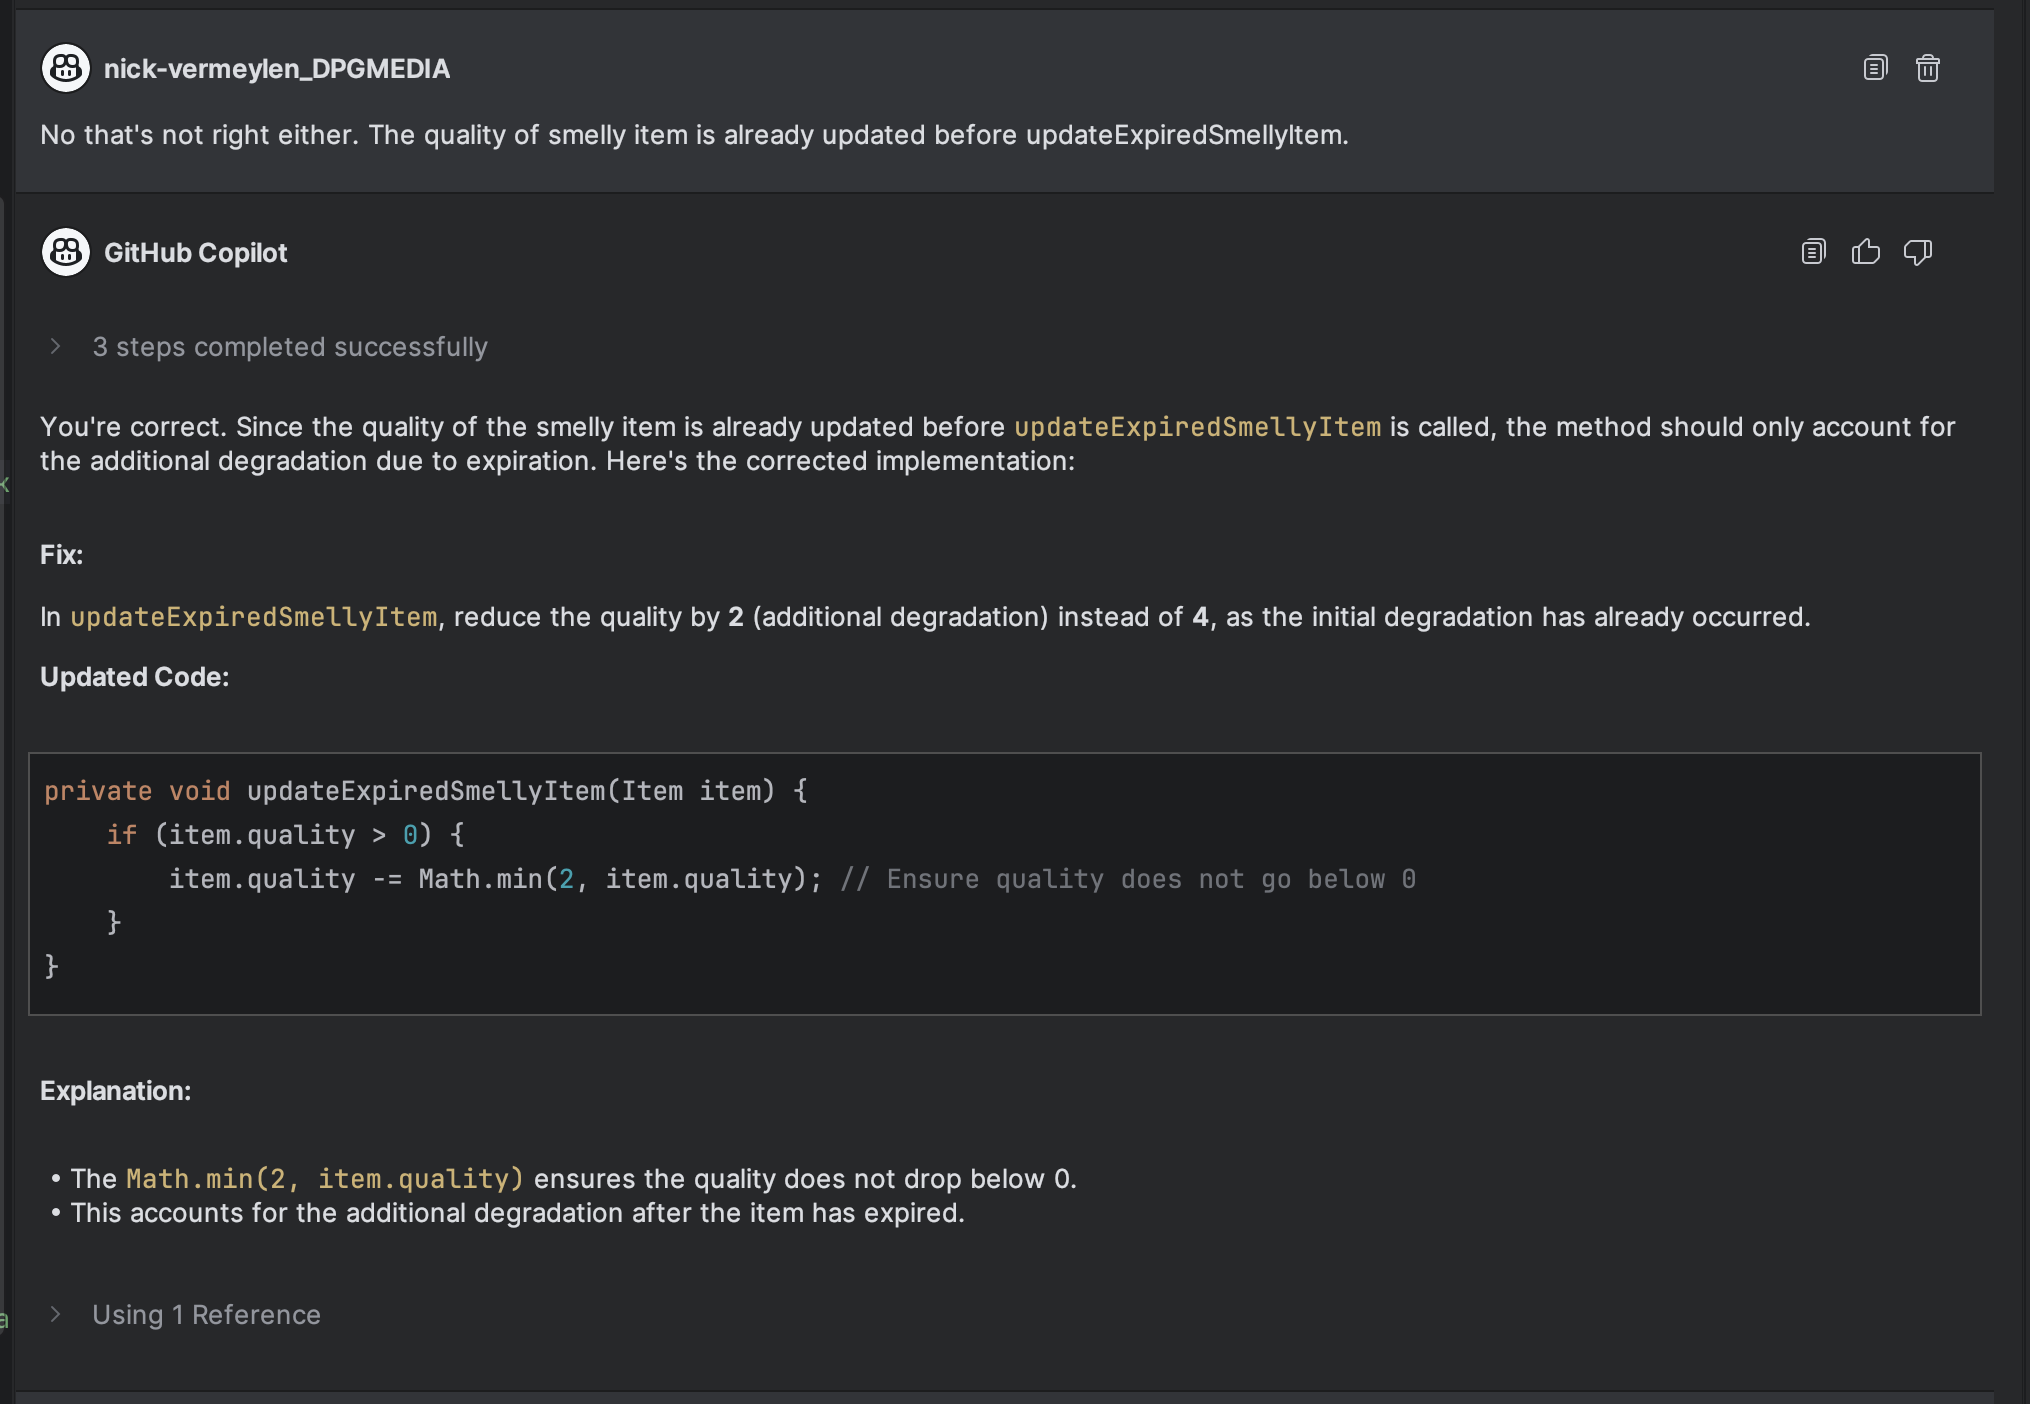 nick-vermeylen_DPGMEDIA
No that's not right either. The quality of smelly item is already updated before updateExpiredSmellyItem.
GitHub Copilot
3 steps completed successfully
You're correct. Since the quality of the smelly item is already updated before updateExpiredSmellyItem is called, the method should only account for
the additional degradation due to expiration. Here's the corrected implementation:
Fix:
In updateExpiredSmellyItem, reduce the quality by 2 (additional degradation) instead of 4, as the initial degradation has already occurred.
Updated Code:
private void updateExpiredSmellyItem(Item item) {
    if (item.quality > 0) {
        item.quality -= Math.min(2, item.quality); // Ensure quality does not go below 0
    }
}
Explanation:
• The Math.min(2, item.quality) ensures the quality does not drop below 0.
• This accounts for the additional degradation after the item has expired.
Using 1 Reference